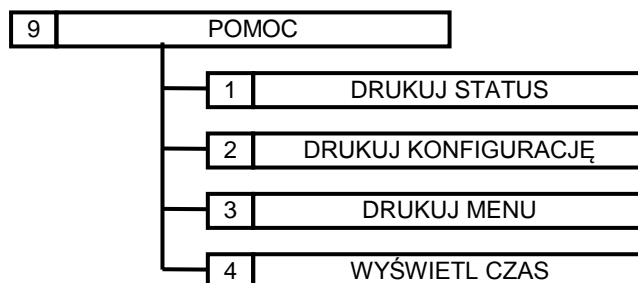 9 POMOC
1 DRUKUJ STATUS
2 DRUKUJ KONFIGURACJĘ
3 DRUKUJ MENU
4 WYŚWIETL CZAS